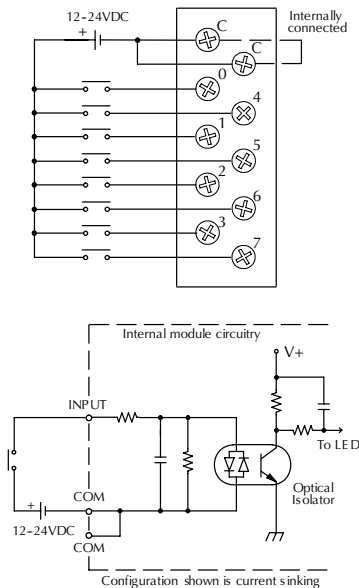 12-24VDC
+
Internally
connected
C
C
0
4
1
5
2
6
3
7
Internal module circuitry
V+
INPUT
To LED
Optical
Isolator
COM
+
12-24VDC
COM
Configuration shown is current sinking